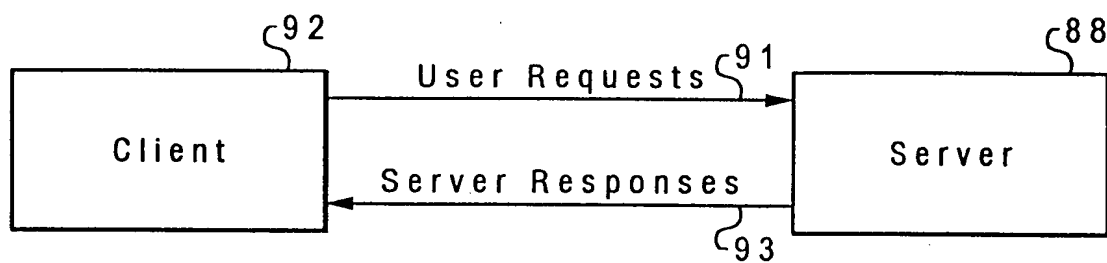 92
88
User Requests
91
Client
Server
Server Responses
93